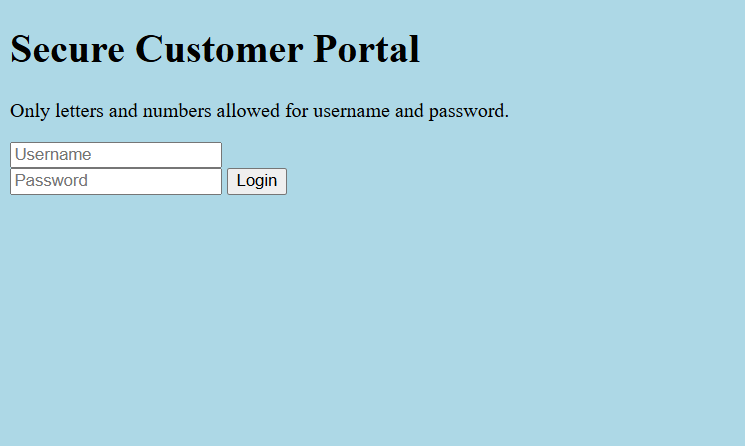 Secure Customer Portal
Only letters and numbers allowed for username and password.
Username
Password Login